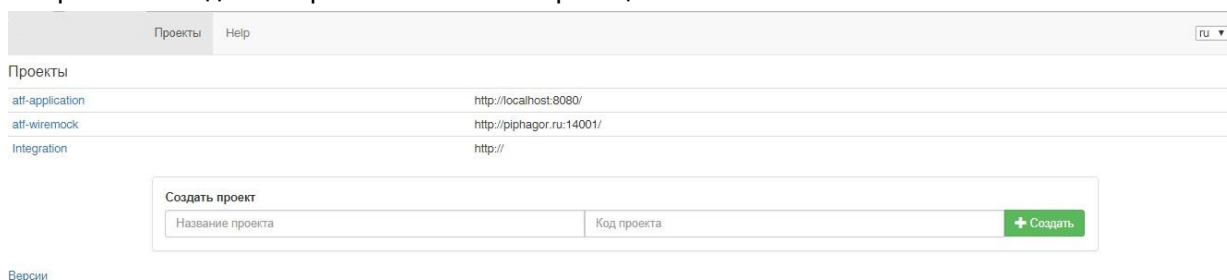 Проекты Help ru
Проекты
atf-application http://localhost:8080/
atf-wiremock http://piphagor.ru:14001/
Integration http://
Создать проект
Название проекта Код проекта Создать
Версии